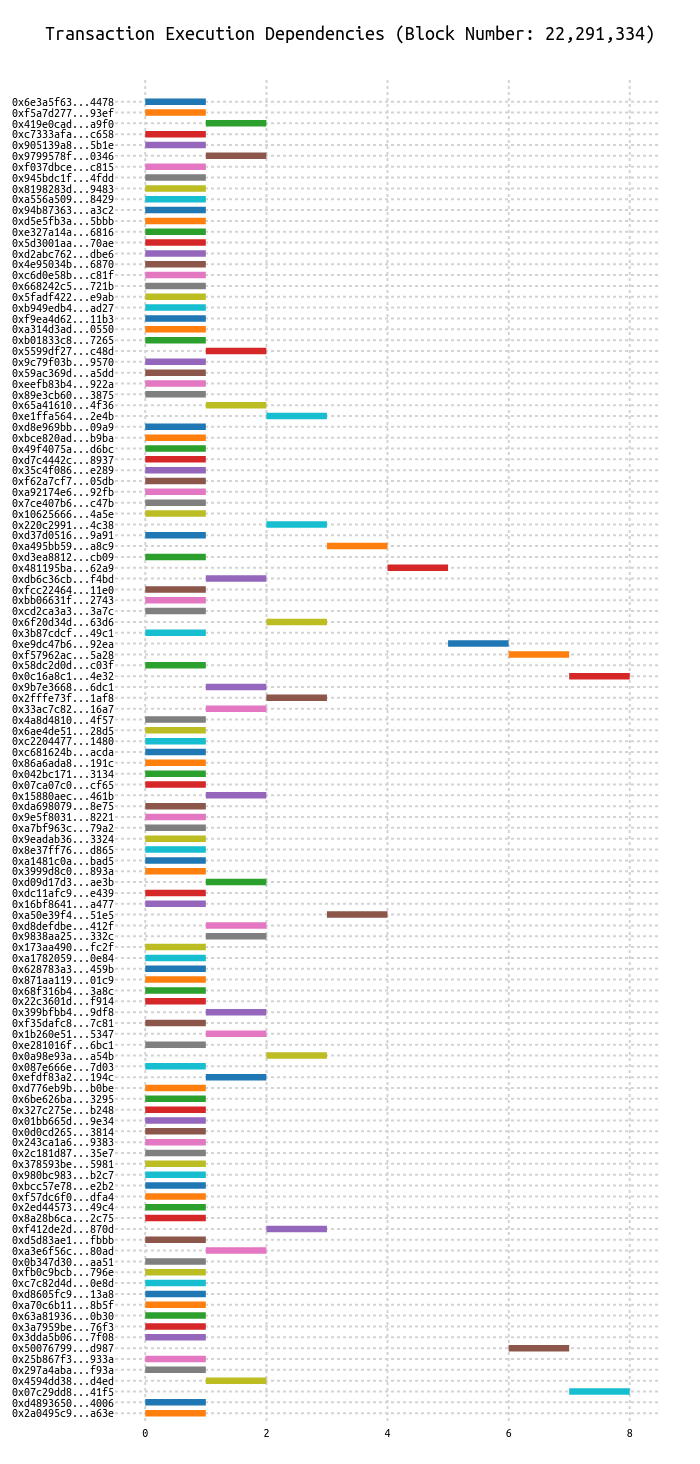 Transaction Execution Dependencies (Block Number: 22,291,334)
0x6e3a5f63...4478
0xf5a7d277...93ef
0x419e0cad...a9f0
0xc7333afa...c658
0x905139a8...5b1e
0x9799578f...0346
0xf037dbce...c815
0x945bdc1f...4fdd
0x8198283d...9483
0xa556a509...8429
0x94b87363...a3c2
0xd5e5fb3a...5bbb
0xe327a14a...6816
0x5d3001aa...70ae
0xd2abc762...dbe6
0x4e95034b...6870
0xc6d0e58b...c81f
0x668242c5...721b
0x5fadf422...e9ab
0xb949edb4...ad27
0xf9ea4d62...11b3
0xa314d3ad...0550
0xb01833c8...7265
0x5599df27...c48d
0x9c79f03b...9570
0x59ac369d...a5dd
0xeefb83b4...922a
0x89e3cb60...3875
0x65a41610...4f36
0xe1ffa564...2e4b
0xd8e969bb...09a9
0xbce820ad...b9ba
0x49f4075a...d6bc
0xd7c4442c...8937
0x35c4f086...e289
0xf62a7cf7...05db
0xa92174e6...92fb
0x7ce407b6...c47b
0x10625666...4a5e
0x220c2991...4c38
0xd37d0516...9a91
0xa495bb59...a8c9
0xd3ea8812...cb09
0x481195ba...62a9
0xdb6c36cb...f4bd
0xfcc22464...11e0
0xbb06631f...2743
0xcd2ca3a3...3a7c
0x6f20d34d...63d6
0x3b87cdcf...49c1
0xe9dc47b6...92ea
0xf57962ac...5a28
0x58dc2d0d...c03f
0x0c16a8c1...4e32
0x9b7e3668...6dc1
0x2fffe73f...1af8
0x33ac7c82...16a7
0x4a8d4810...4f57
0x6ae4de51...28d5
0xc2204477...1480
0xc681624b...acda
0x86a6ada8...191c
0x042bc171...3134
0x07ca07c0...cf65
0x15880aec...461b
0xda698079...8e75
0x9e5f8031...8221
0xa7bf963c...79a2
0x9eadab36...3324
0x8e37ff76...d865
0xa1481c0a...bad5
0x3999d8c0...893a
0xd09d17d3...ae3b
0xdc11afc9...e439
0x16bf8641...a477
0xa50e39f4...51e5
0xd8defdbe...412f
0x9838aa25...332c
0x173aa490...fc2f
0xa1782059...0e84
0x628783a3...459b
0x871aa119...01c9
0x68f316b4...3a8c
0x22c3601d...f914
0x399bfbb4...9df8
0xf35dafc8...7c81
0x1b260e51...5347
0xe281016f...6bc1
0x0a98e93a...a54b
0x087e666e...7d03
0xefdf83a2...194c
0xd776eb9b...b0be
0x6be626ba...3295
0x327c275e...b248
0x01bb665d...9e34
0x0d0cd265...3814
0x243ca1a6...9383
0x2c181d87...35e7
0x378593be...5981
0x980bc983...b2c7
0xbcc57e78...e2b2
0xf57dc6f0...dfa4
0x2ed44573...49c4
0x8a28b6ca...2c75
0xf412de2d...870d
0xd5d83ae1...fbbb
0xa3e6f56c...80ad
0x0b347d30...aa51
0xfb0c9bcb...796e
0xc7c82d4d...0e8d
0xd8605fc9...13a8
0xa70c6b11...8b5f
0x63a81936...0b30
0x3a7959be...76f3
0x3dda5b06...7f08
0x50076799...d987
0x25b867f3...933a
0x297a4aba...f93a
0x4594dd38...d4ed
0x07c29dd8...41f5
0xd4893650...4006
0x2a0495c9...a63e
0 2 4 6 8